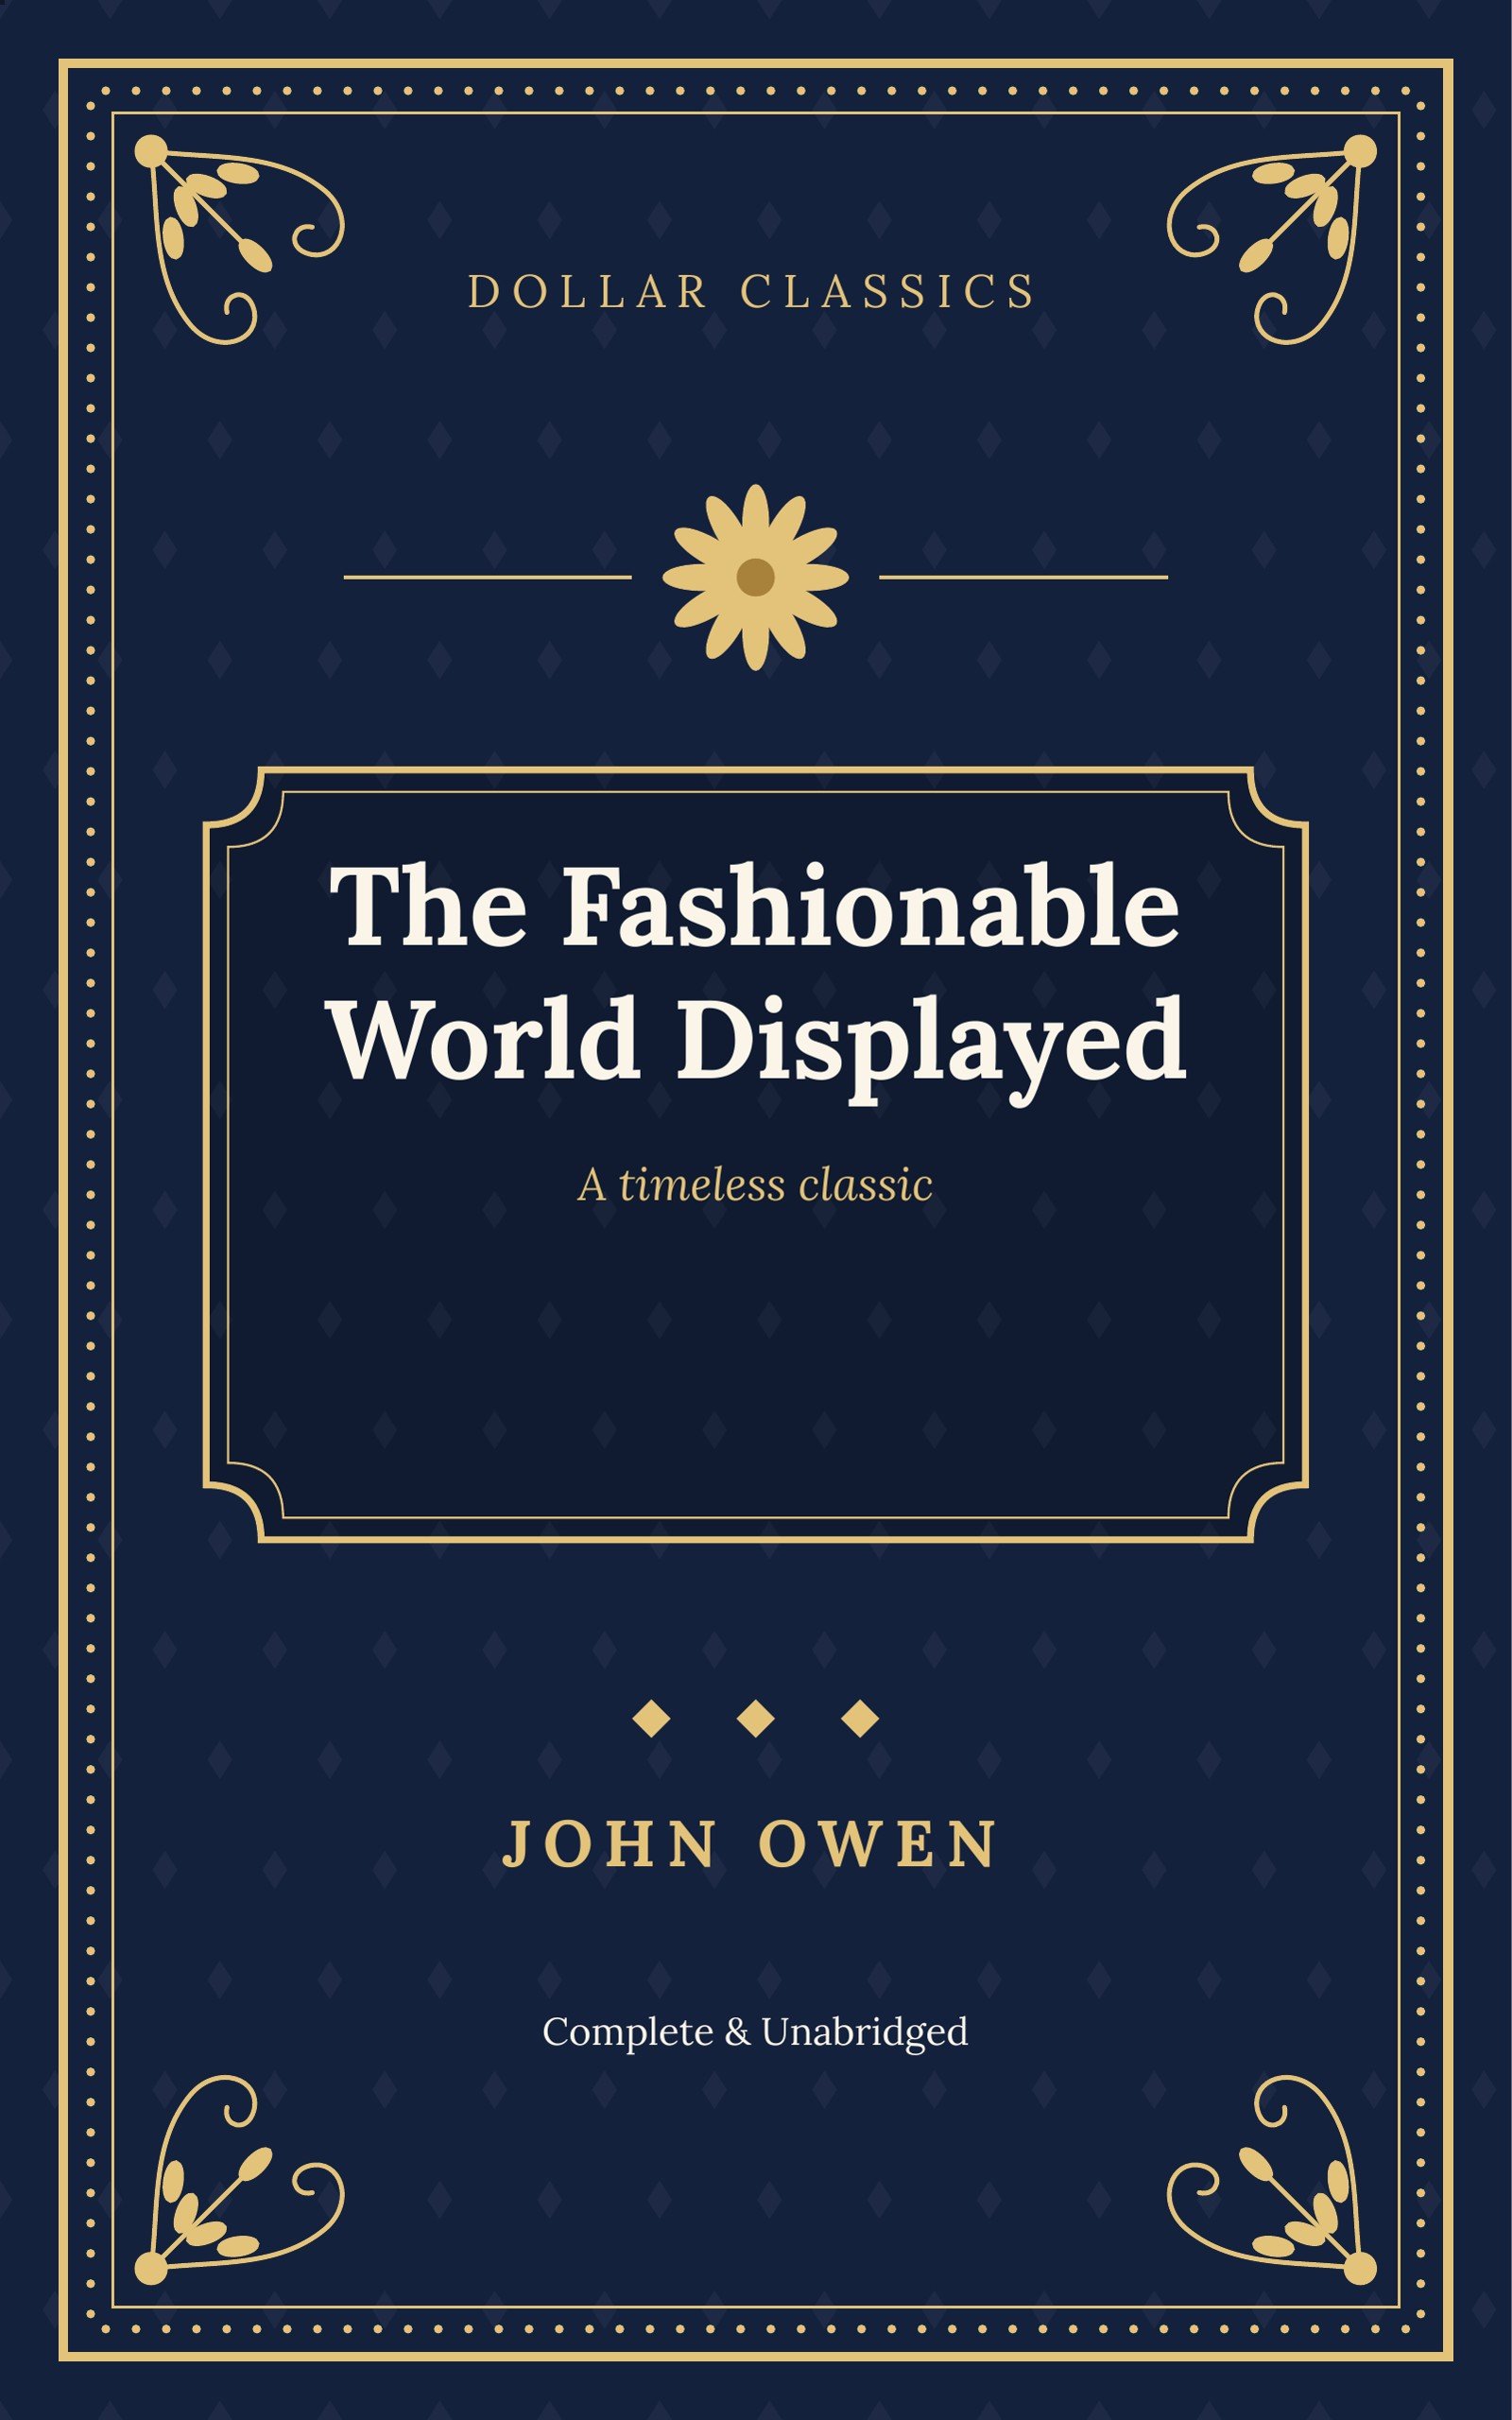 DOLLAR CLASSICS
The Fashionable
World Displayed
A timeless classic
JOHN OWEN
Complete & Unabridged